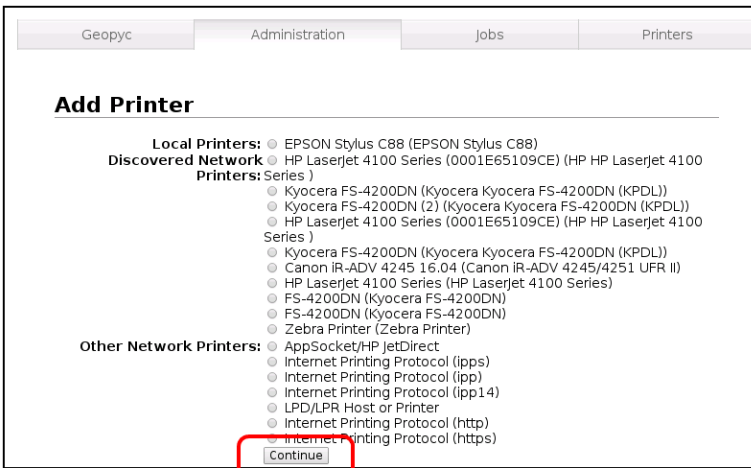 Geopyc Administration Jobs Printers
Add Printer
Local Printers: EPSON Stylus C88 (EPSON Stylus C88)
Discovered Network HP LaserJet 4100 Series (0001E65109CE) (HP HP LaserJet 4100
Printers: Series )
Kyocera FS-4200DN (Kyocera Kyocera FS-4200DN (KPDL))
Kyocera FS-4200DN (2) (Kyocera Kyocera FS-4200DN (KPDL))
HP LaserJet 4100 Series (0001E65109CE) (HP HP LaserJet 4100
Series )
Kyocera FS-4200DN (Kyocera Kyocera FS-4200DN (KPDL))
Canon iR-ADV 4245 16.04 (Canon iR-ADV 4245/4251 UFR II)
HP LaserJet 4100 Series (HP LaserJet 4100 Series)
FS-4200DN (Kyocera FS-4200DN)
FS-4200DN (Kyocera FS-4200DN)
Zebra Printer (Zebra Printer)
Other Network Printers: AppSocket/HP JetDirect
Internet Printing Protocol (ipps)
Internet Printing Protocol (ipp)
Internet Printing Protocol (ipp14)
LPD/LPR Host or Printer
Internet Printing Protocol (http)
Internet Printing Protocol (https)
Continue